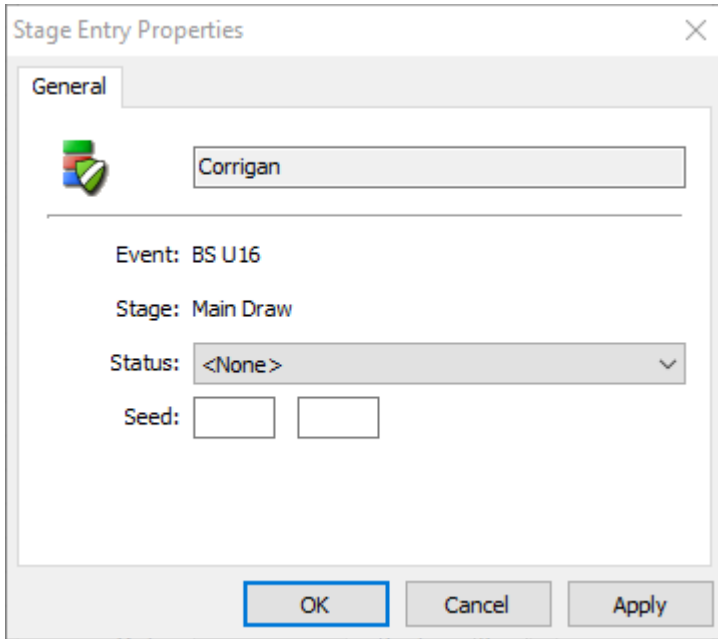 Stage Entry Properties
General
Corrigan
Event: BS U16
Stage: Main Draw
Status: <None>
Seed:
OK Cancel Apply